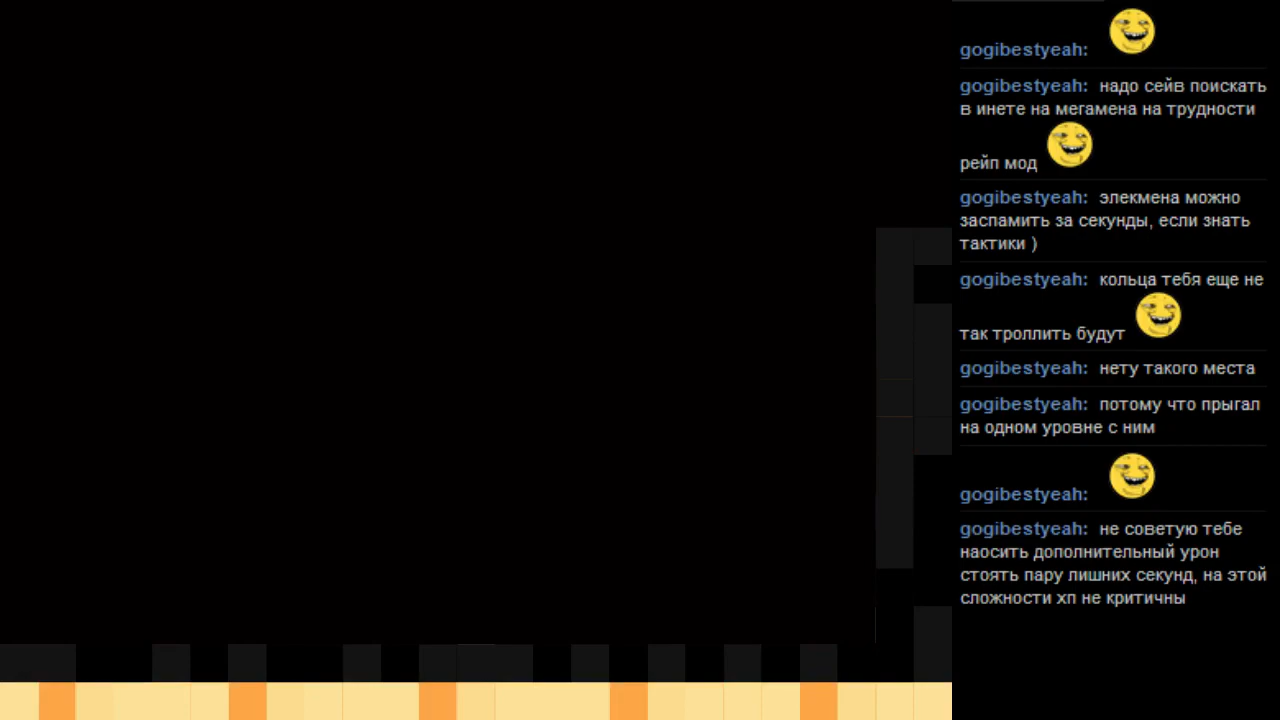 gogibestyeah:
gogibestyeah: надо сейв поискать
в инете на мегамена на трудности
рейп мод
gogibestyeah: элекмена можно
заспамить за секунды, если знать
тактики )
gogibestyeah: кольца тебя еще не
так троллить будут
gogibestyeah: нету такого места
gogibestyeah: потому что прыгал
на одном уровне с ним
gogibestyeah:
gogibestyeah: не советую тебе
наосить дополнительный урон
стоять пару лишних секунд, на этой
сложности хп не критичны